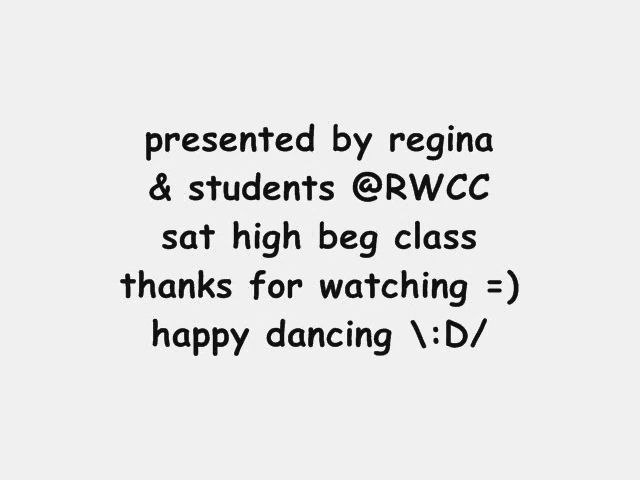 presented by regina
& students @RWCC
sat high beg class
thanks for watching =)
happy dancing \:D/